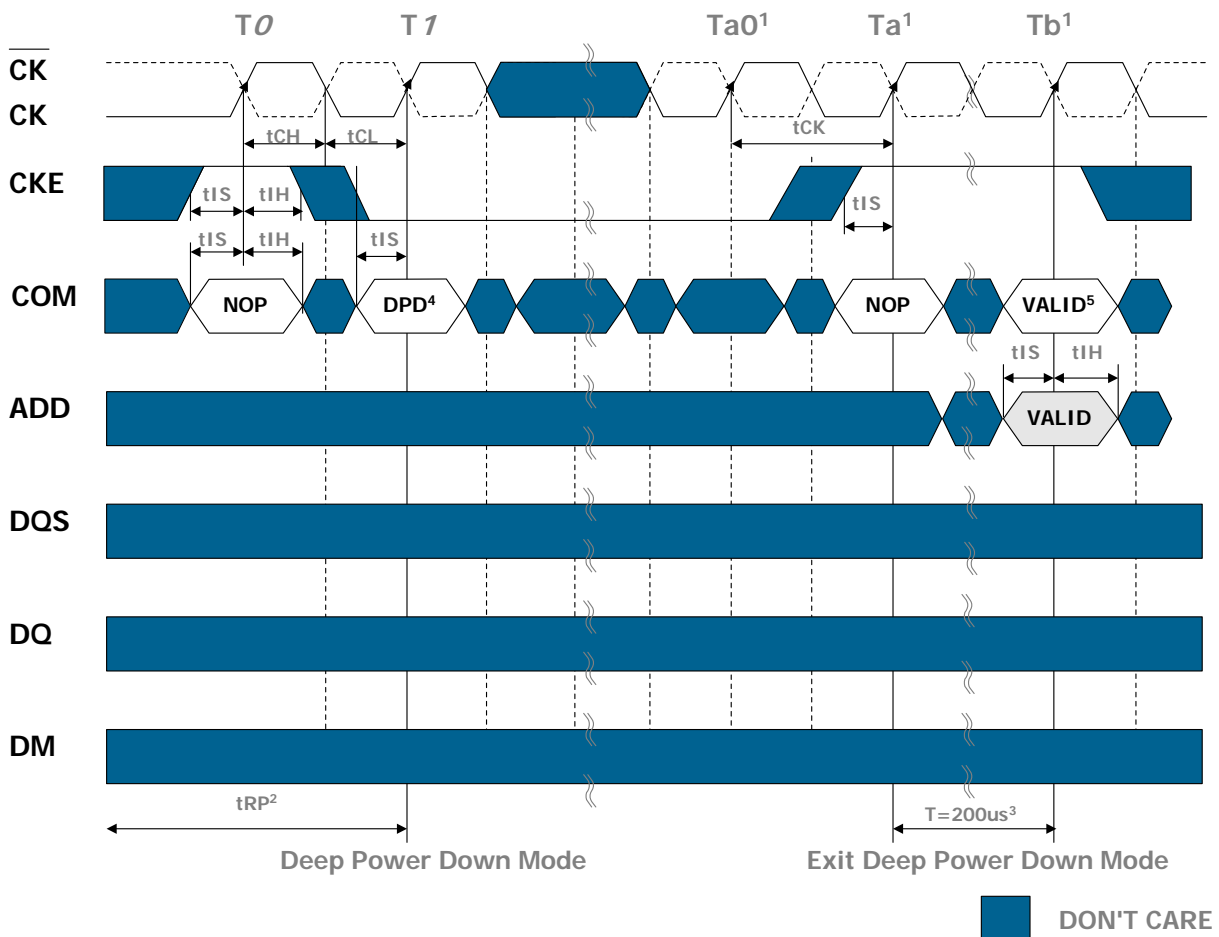 T0 T1 Ta0¹ Ta¹ Tb¹
CK
CK
tCH tCL tCK
CKE
tIS tIH tIS
tIS tIH tIS
COM NOP DPD⁴ NOP VALID⁵
tIS tIH
ADD VALID
DQS
DQ
DM
tRP² T=200us³
Deep Power Down Mode Exit Deep Power Down Mode
DON'T CARE